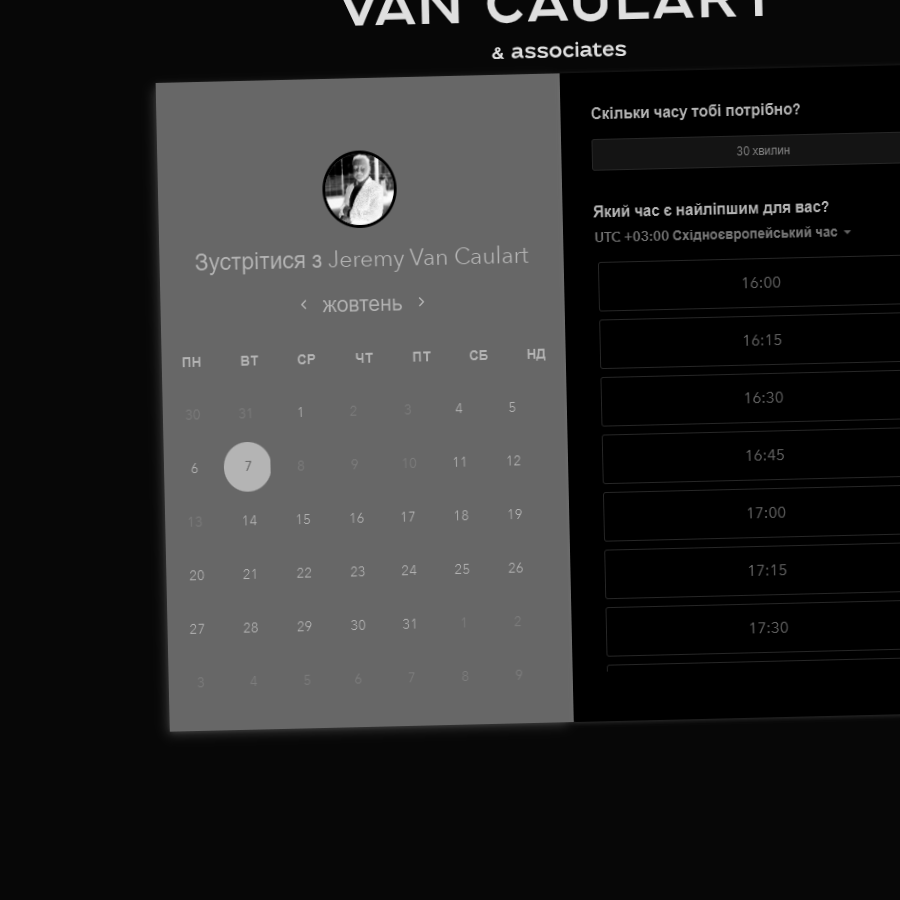 VAN CAULART
& associates
Зустрітися з Jeremy Van Caulart
жовтень
ПН ВТ СР ЧТ ПТ СБ НД
30 31 1 2 3 4 5
6 7 8 9 10 11 12
13 14 15 16 17 18 19
20 21 22 23 24 25 26
27 28 29 30 31 1 2
3 4 5 6 7 8 9
Скільки часу тобі потрібно?
30 хвилин
Який час є найліпшим для вас?
UTC +03:00 Східноєвропейський час
16:00
16:15
16:30
16:45
17:00
17:15
17:30